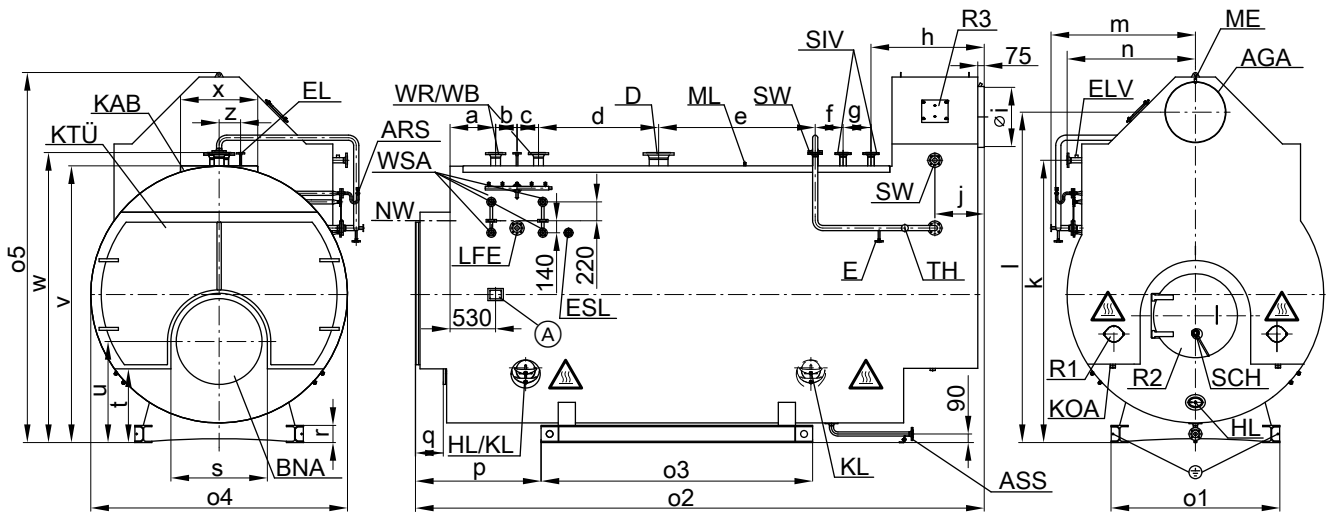 x
z
EL
KAB
KTÜ
ARS
WSA
o5
w
v
u
t
r
s
BNA
o4
WR/WB
a
b
c
d
D
e
ML
SW
SIV
f
g
h
R3
75
⌀ i
NW
LFE
140
220
ESL
530
A
SW
j
E
TH
q
HL/KL
p
o3
o2
KL
90
ASS
m
n
ME
AGA
ELV
l
k
R1
R2
SCH
KOA
HL
o1